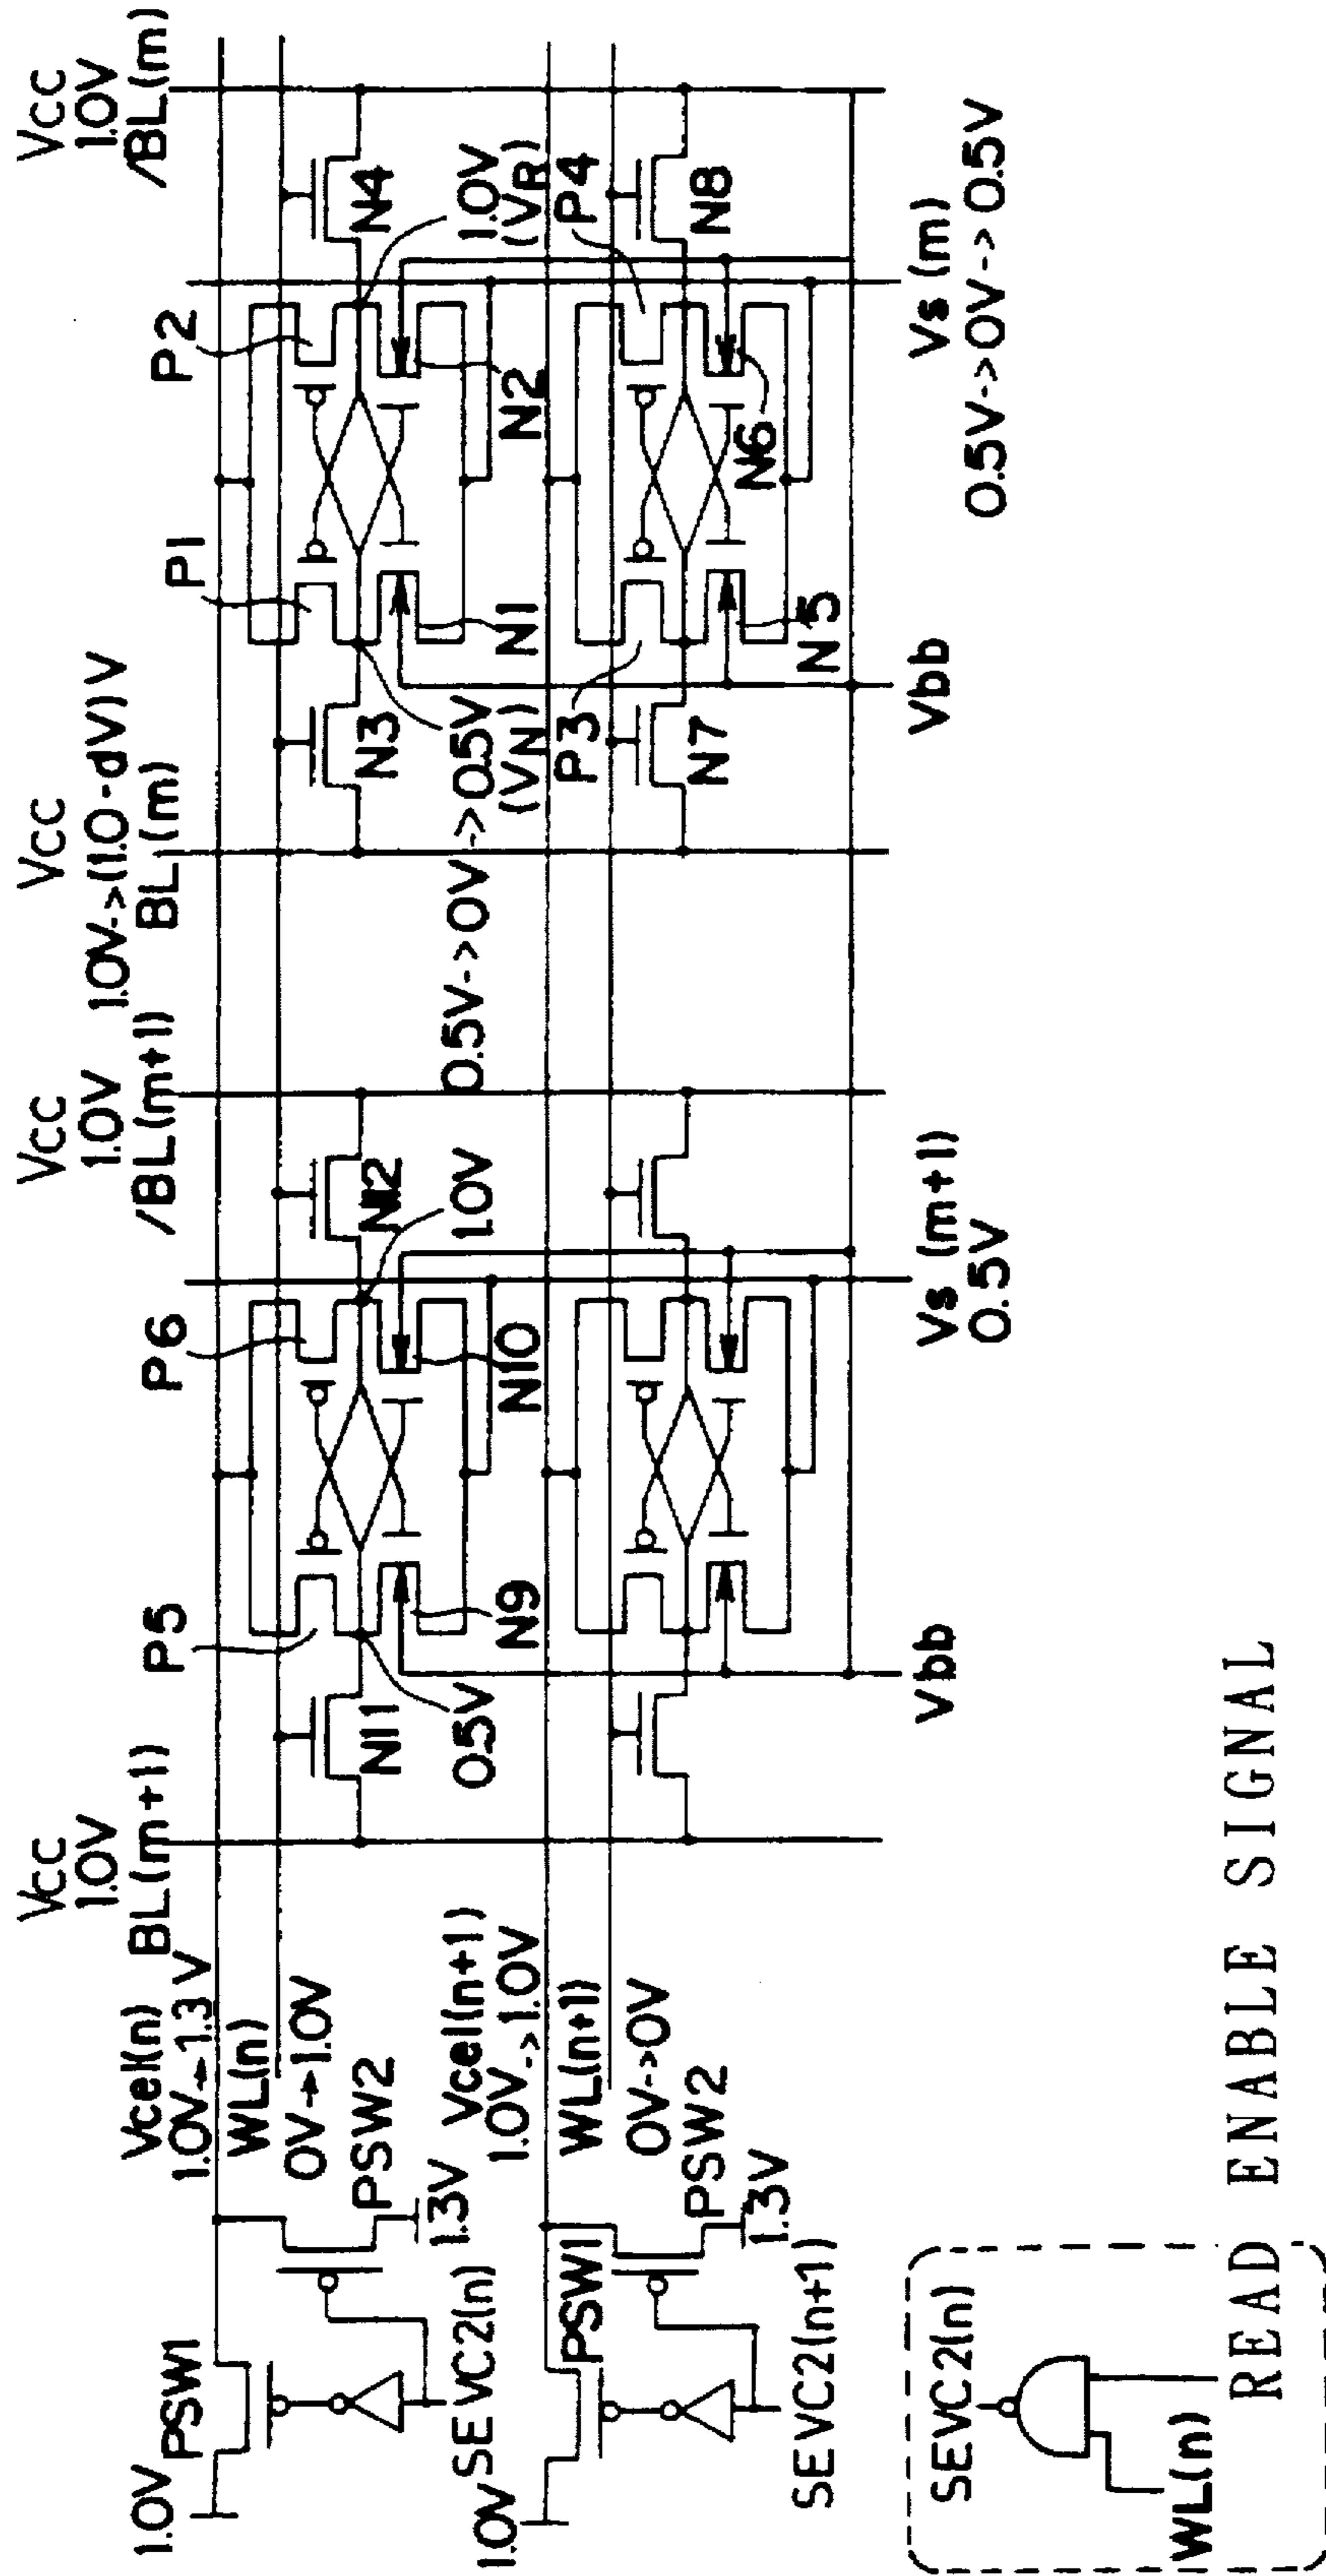 Vcc
1.0V
BL(m+1)
Vcc
1.0V
/BL(m+1)
Vcc
1.0V->(1.0-dV)V
BL(m)
Vcc
1.0V
/BL(m)
Vcel(n)
1.0V→1.3V
WL(n)
0V→1.0V
1.0V
PSW1
PSW2
1.3V
SEVC2(n)
P5
P6
N11
N12
0.5V
N9
N10
1.0V
P1
P2
N3
N4
0.5V->0V->0.5V
(VN)
N1
N2
1.0V
(VR)
Vcel(n+1)
1.0V->1.0V
WL(n+1)
0V->0V
1.0V
PSW1
PSW2
1.3V
SEVC2(n+1)
P3
P4
N7
N8
N5
N6
Vbb
Vs (m+1)
0.5V
Vbb
Vs (m)
0.5V->0V->0.5V
SEVC2(n)
WL(n)
READ ENABLE SIGNAL